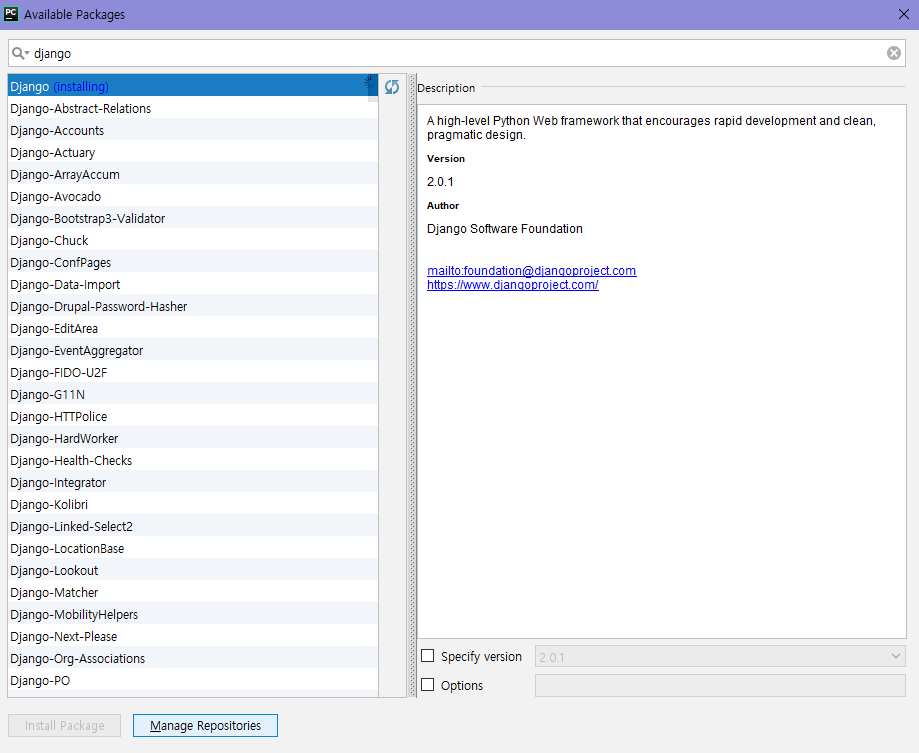 PC Available Packages
django
Django (installing)
Django-Abstract-Relations
Django-Accounts
Django-Actuary
Django-ArrayAccum
Django-Avocado
Django-Bootstrap3-Validator
Django-Chuck
Django-ConfPages
Django-Data-Import
Django-Drupal-Password-Hasher
Django-EditArea
Django-EventAggregator
Django-FIDO-U2F
Django-G11N
Django-HTTPolice
Django-HardWorker
Django-Health-Checks
Django-Integrator
Django-Kolibri
Django-Linked-Select2
Django-LocationBase
Django-Lookout
Django-Matcher
Django-MobilityHelpers
Django-Next-Please
Django-Org-Associations
Django-PO
Description
A high-level Python Web framework that encourages rapid development and clean,
pragmatic design.
Version
2.0.1
Author
Django Software Foundation
mailto:foundation@djangoproject.com
https://www.djangoproject.com/
Specify version 2.0.1
Options
Install Package Manage Repositories